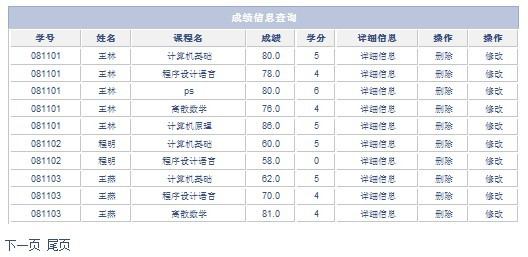 成绩信息查询
学号 姓名 课程名 成绩 学分 详细信息 操作 操作
081101 王林 计算机基础 80.0 5 详细信息 删除 修改
081101 王林 程序设计语言 78.0 4 详细信息 删除 修改
081101 王林 ps 80.0 6 详细信息 删除 修改
081101 王林 离散数学 76.0 4 详细信息 删除 修改
081101 王林 计算机原理 86.0 5 详细信息 删除 修改
081102 程明 计算机基础 60.0 5 详细信息 删除 修改
081102 程明 程序设计语言 58.0 0 详细信息 删除 修改
081103 王燕 计算机基础 62.0 5 详细信息 删除 修改
081103 王燕 程序设计语言 70.0 4 详细信息 删除 修改
081103 王燕 离散数学 81.0 4 详细信息 删除 修改
下一页 尾页